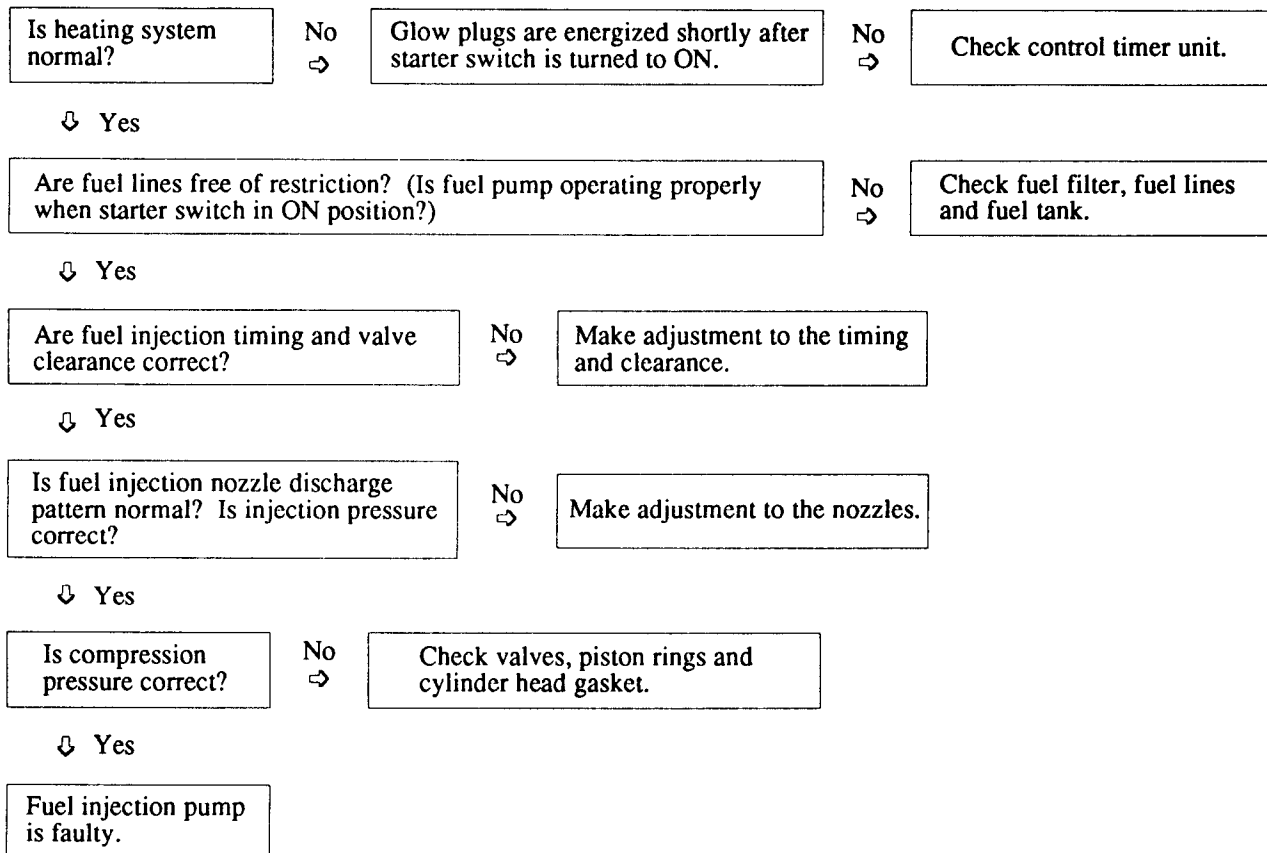 Is heating system
normal?
No
⇨
Glow plugs are energized shortly after
starter switch is turned to ON.
No
⇨
Check control timer unit.
⇩ Yes
Are fuel lines free of restriction? (Is fuel pump operating properly
when starter switch in ON position?)
No
⇨
Check fuel filter, fuel lines
and fuel tank.
⇩ Yes
Are fuel injection timing and valve
clearance correct?
No
⇨
Make adjustment to the timing
and clearance.
⇩ Yes
Is fuel injection nozzle discharge
pattern normal? Is injection pressure
correct?
No
⇨
Make adjustment to the nozzles.
⇩ Yes
Is compression
pressure correct?
No
⇨
Check valves, piston rings and
cylinder head gasket.
⇩ Yes
Fuel injection pump
is faulty.